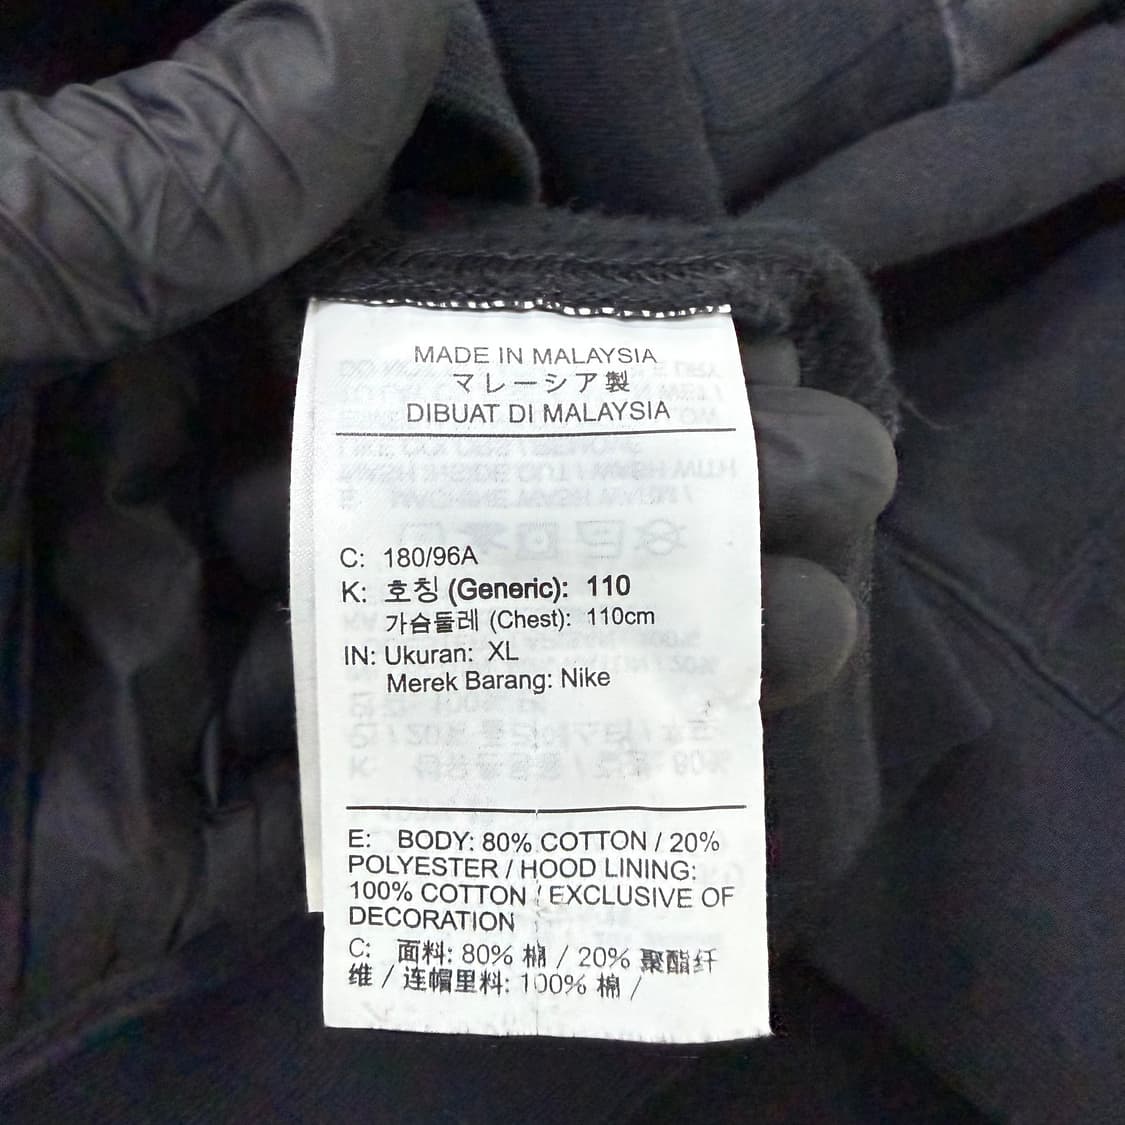 MADE IN MALAYSIA
マレーシア製
DIBUAT DI MALAYSIA
C: 180/96A
K: 호칭 (Generic): 110
가슴둘레 (Chest): 110cm
IN: Ukuran: XL
Merek Barang: Nike
E: BODY: 80% COTTON / 20%
POLYESTER / HOOD LINING:
100% COTTON / EXCLUSIVE OF
DECORATION
C: 面料: 80% 棉 / 20% 聚酯纤
维 / 连帽里料: 100% 棉 /